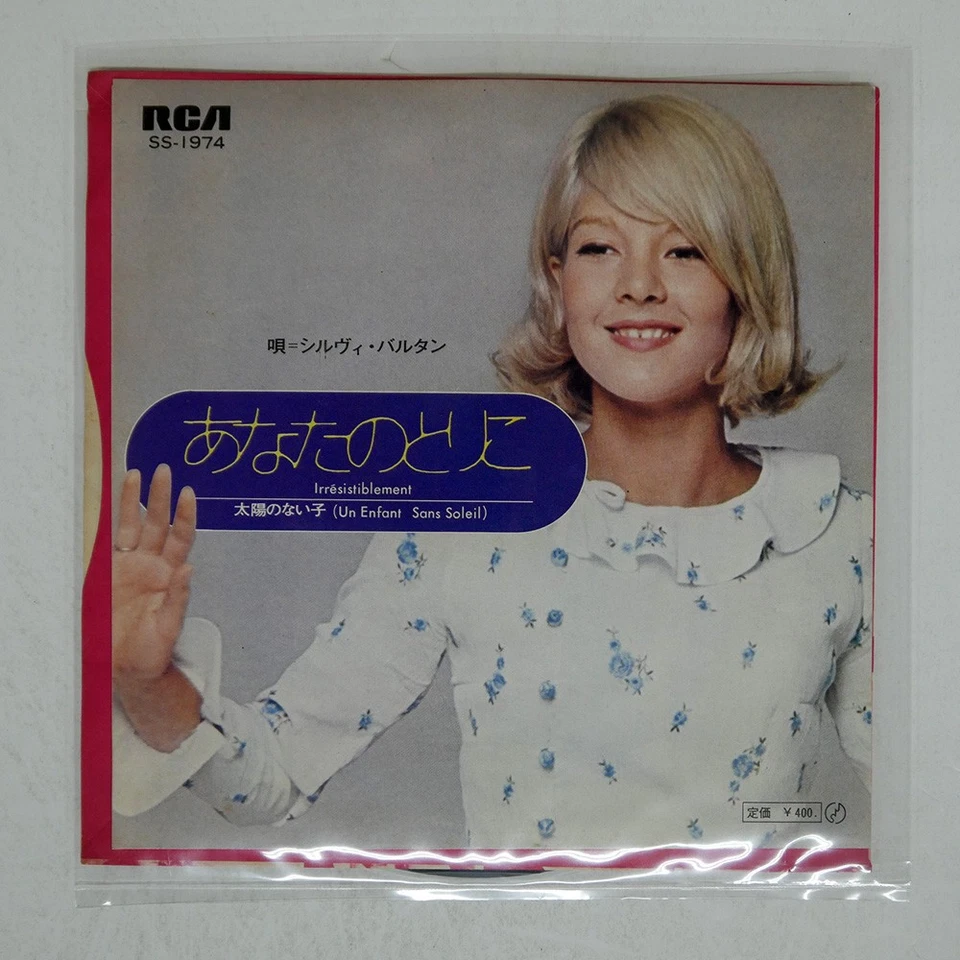 RCA
SS-1974
唄=シルヴィ・バルタン
あなたのとりこ
Irrésistiblement
太陽のない子 (Un Enfant Sans Soleil)
定価 ¥400.